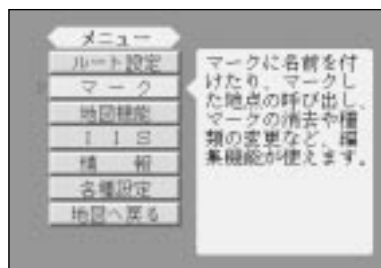 メニュー
ルート設定
マーク
地図機能
I I S
情 報
各種設定
地図へ戻る
マークに名前を付
けたり、マークし
た地点の呼び出し、
マークの消去や種
類の変更など、編
集機能が使えます。